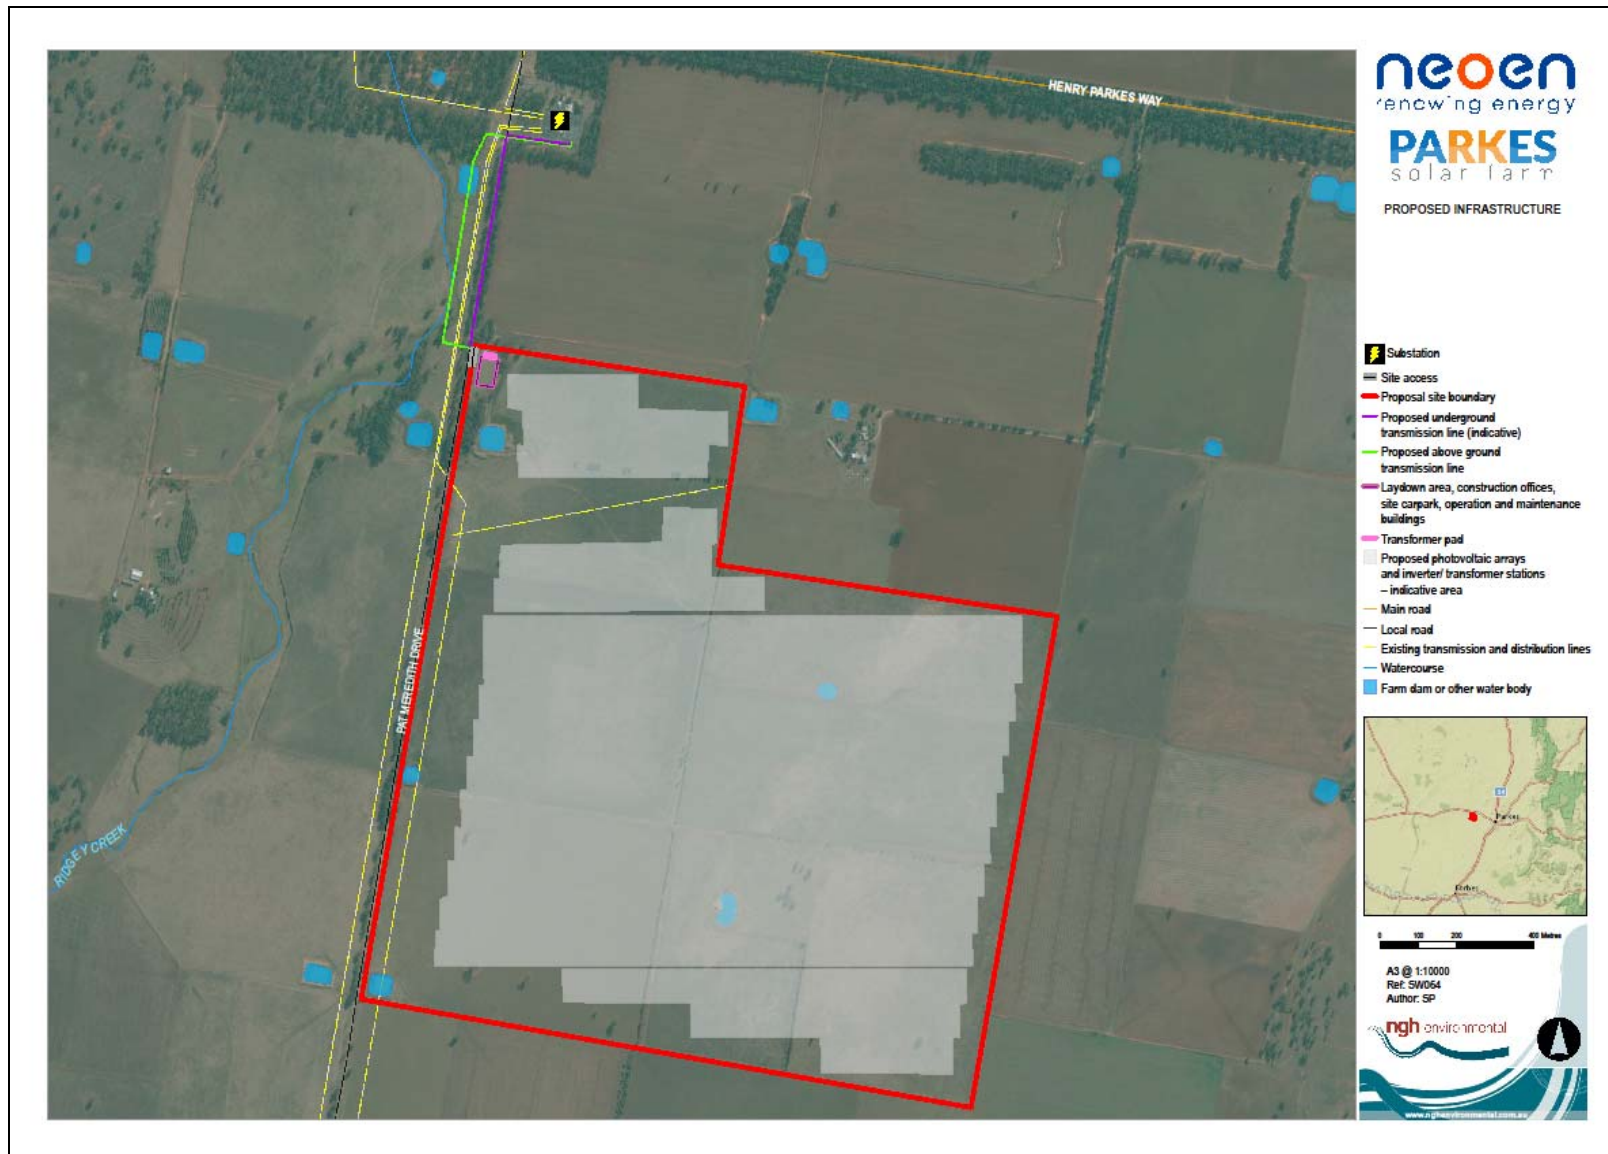 HENRY PARKES WAY
PAT MEREDITH DRIVE
RIDGEY CREEK
neoen
renewing energy
PARKES
solar farm
PROPOSED INFRASTRUCTURE
Substation
Site access
Proposal site boundary
Proposed underground
transmission line (indicative)
Proposed above ground
transmission line
Laydown area, construction offices,
site carpark, operation and maintenance
buildings
Transformer pad
Proposed photovoltaic arrays
and inverter/ transformer stations
– indicative area
Main road
Local road
Existing transmission and distribution lines
Watercourse
Farm dam or other water body
Parkes
Forbes
0 100 200 400 Metres
A3 @ 1:10000
Ref: SW064
Author: SP
ngh environmental
www.nghenvironmental.com.au